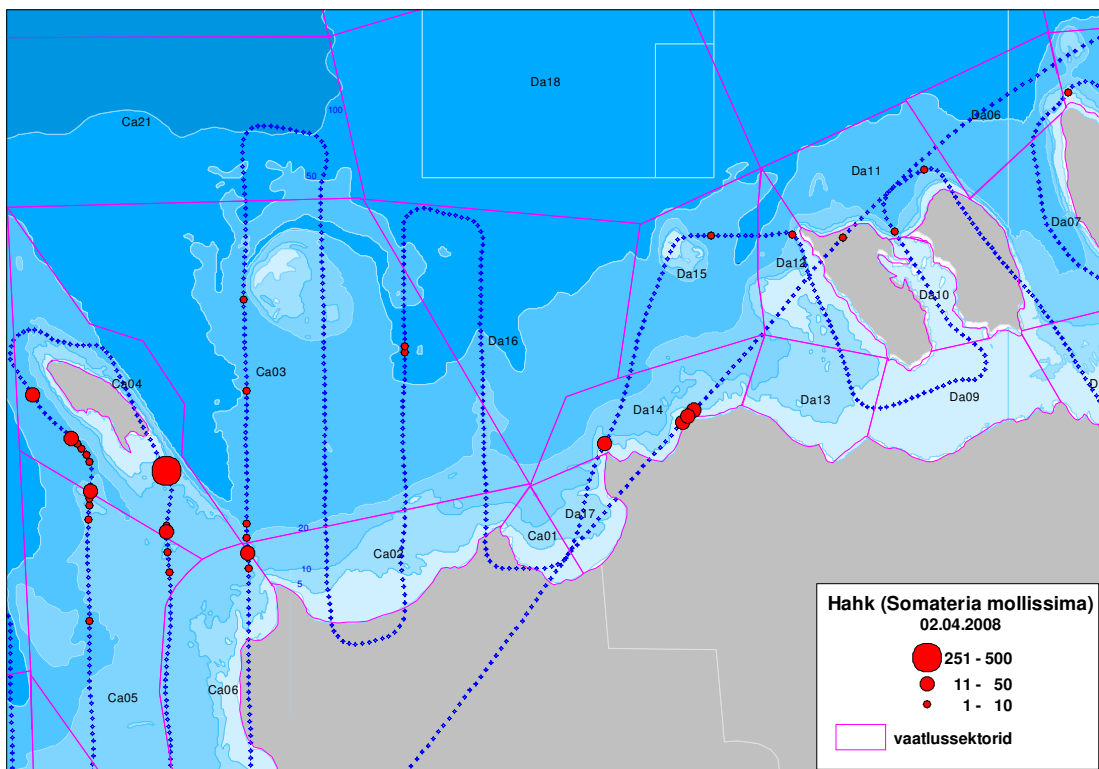 Da18
100
Ca21
Da06
50
Da11
Da07
Da12
Da15
Da10
Da16
Ca03
Ca04
Da09
Da13
Da14
Da17
20
Ca01
Ca02
10
5
Ca06
Ca05
Hahk (Somateria mollissima)
02.04.2008
251 - 500
11 - 50
1 - 10
vaatlussektorid